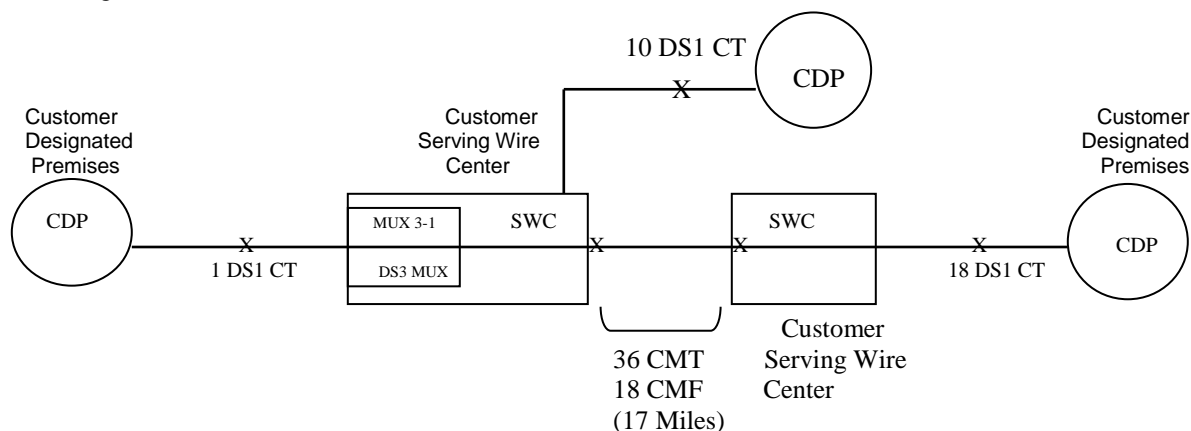 10 DS1 CT
CDP
X
Customer
Designated
Premises
Customer
Serving Wire
Center
Customer
Designated
Premises
CDP
MUX 3-1
SWC
SWC
CDP
X
X
X
X
1 DS1 CT
DS3 MUX
18 DS1 CT
36 CMT
18 CMF
(17 Miles)
Customer
Serving Wire
Center